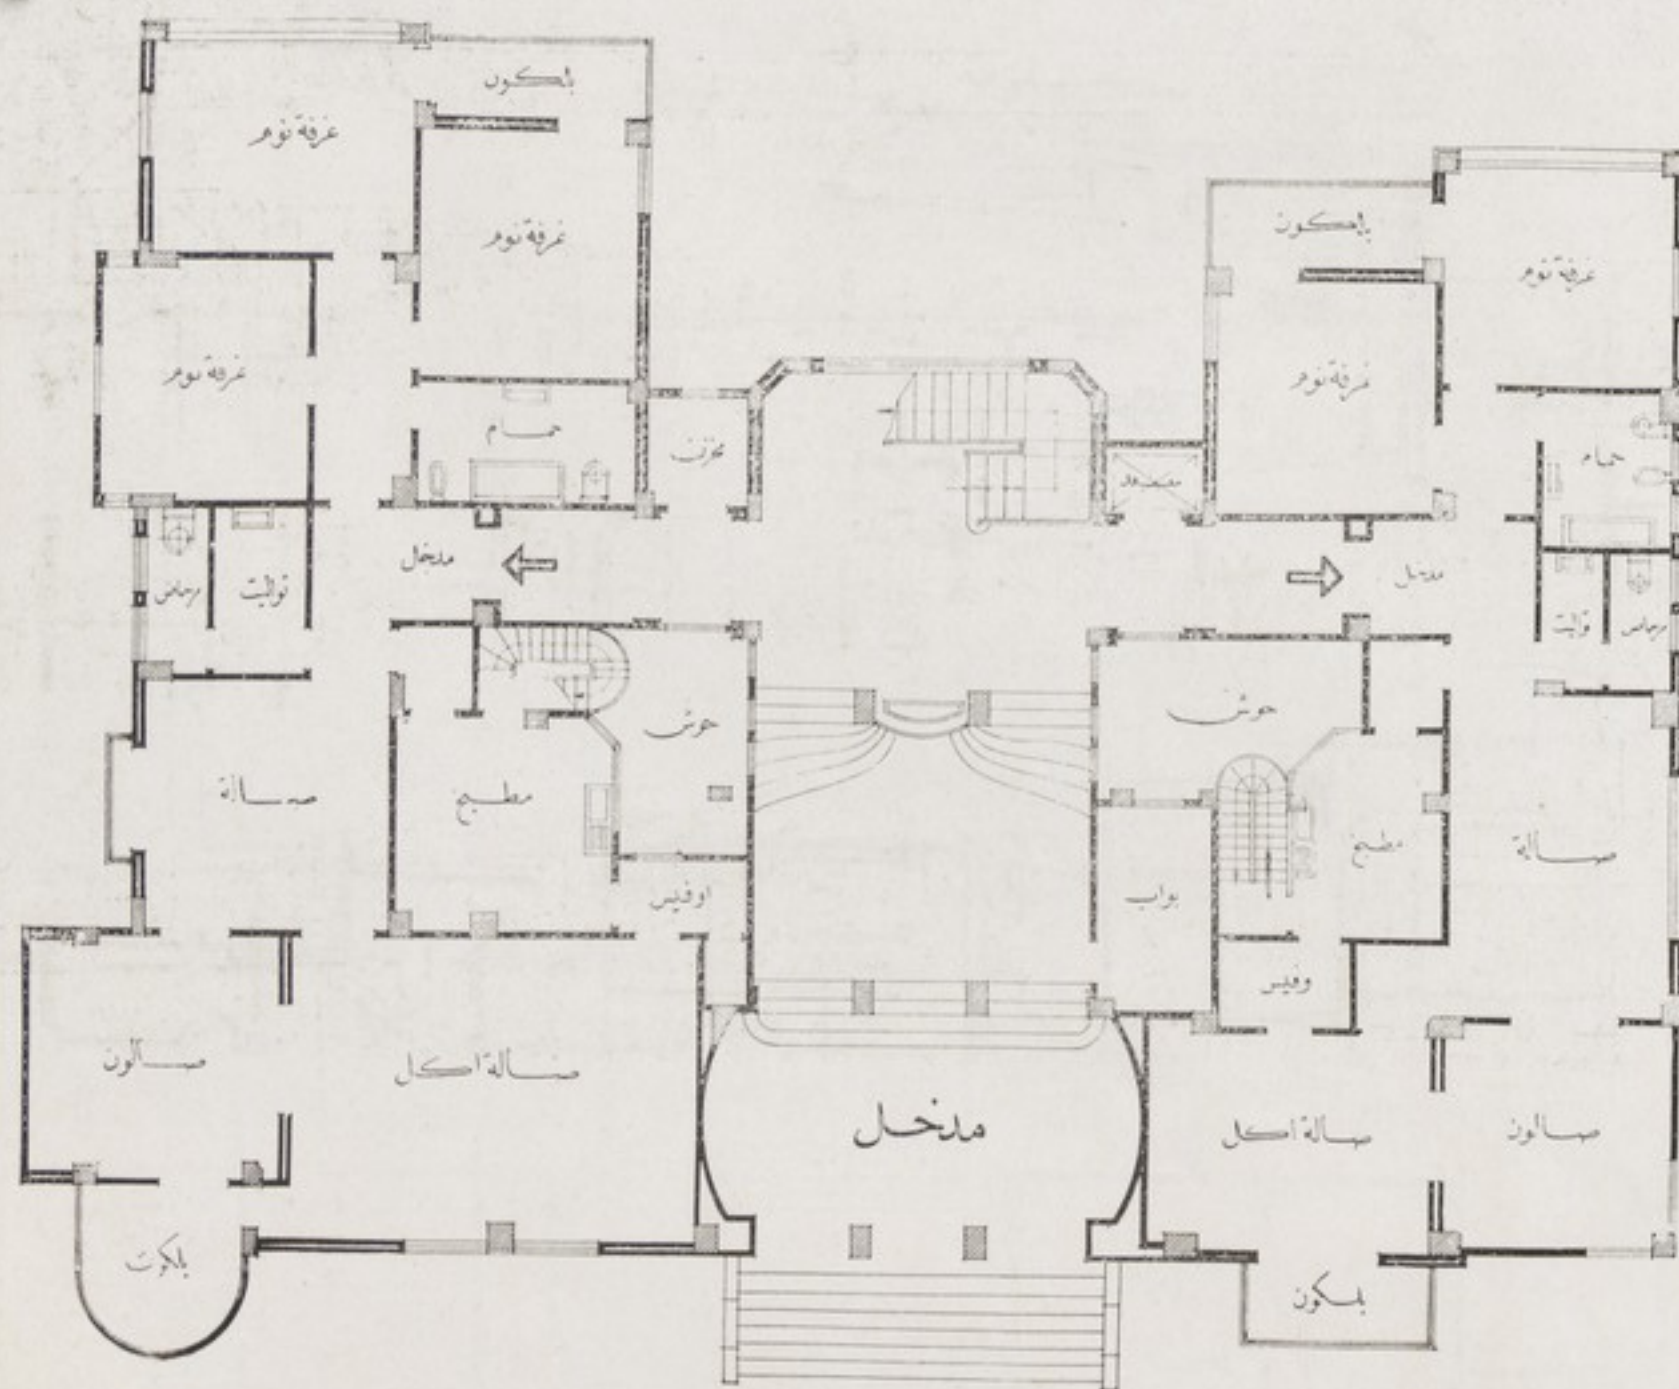 بلكون
غرفة نوم
غرفة نوم
غرفة نوم
حمام
مخزن
مدخل
مرحاض
تواليت
حوش
صالة
مطبخ
اوفيس
صالون
صالة اكل
بلكون
مدخل
بلكون
غرفة نوم
غرفة نوم
حمام
مدخل
تواليت
مرحاض
حوش
مطبخ
صالة
بواب
وفيس
صالة اكل
صالون
بلكون